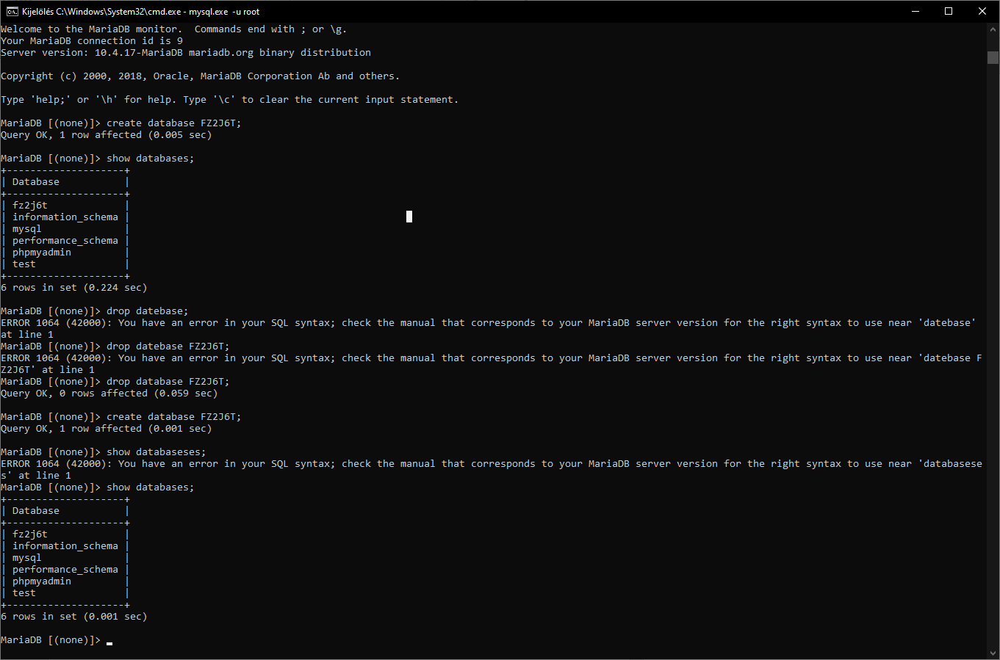 Kijelölés C:\Windows\System32\cmd.exe - mysql.exe  -u root
Welcome to the MariaDB monitor.  Commands end with ; or \g.
Your MariaDB connection id is 9
Server version: 10.4.17-MariaDB mariadb.org binary distribution
Copyright (c) 2000, 2018, Oracle, MariaDB Corporation Ab and others.
Type 'help;' or '\h' for help. Type '\c' to clear the current input statement.
MariaDB [(none)]> create database FZ2J6T;
Query OK, 1 row affected (0.005 sec)
MariaDB [(none)]> show databases;
+--------------------+
| Database           |
+--------------------+
| fz2j6t             |
| information_schema |
| mysql              |
| performance_schema |
| phpmyadmin         |
| test               |
+--------------------+
6 rows in set (0.224 sec)
MariaDB [(none)]> drop datebase;
ERROR 1064 (42000): You have an error in your SQL syntax; check the manual that corresponds to your MariaDB server version for the right syntax to use near 'datebase'
at line 1
MariaDB [(none)]> drop datebase FZ2J6T;
ERROR 1064 (42000): You have an error in your SQL syntax; check the manual that corresponds to your MariaDB server version for the right syntax to use near 'datebase F
Z2J6T' at line 1
MariaDB [(none)]> drop database FZ2J6T;
Query OK, 0 rows affected (0.059 sec)
MariaDB [(none)]> create database FZ2J6T;
Query OK, 1 row affected (0.001 sec)
MariaDB [(none)]> show databaseses;
ERROR 1064 (42000): You have an error in your SQL syntax; check the manual that corresponds to your MariaDB server version for the right syntax to use near 'databasese
s' at line 1
MariaDB [(none)]> show databases;
+--------------------+
| Database           |
+--------------------+
| fz2j6t             |
| information_schema |
| mysql              |
| performance_schema |
| phpmyadmin         |
| test               |
+--------------------+
6 rows in set (0.001 sec)
MariaDB [(none)]> _